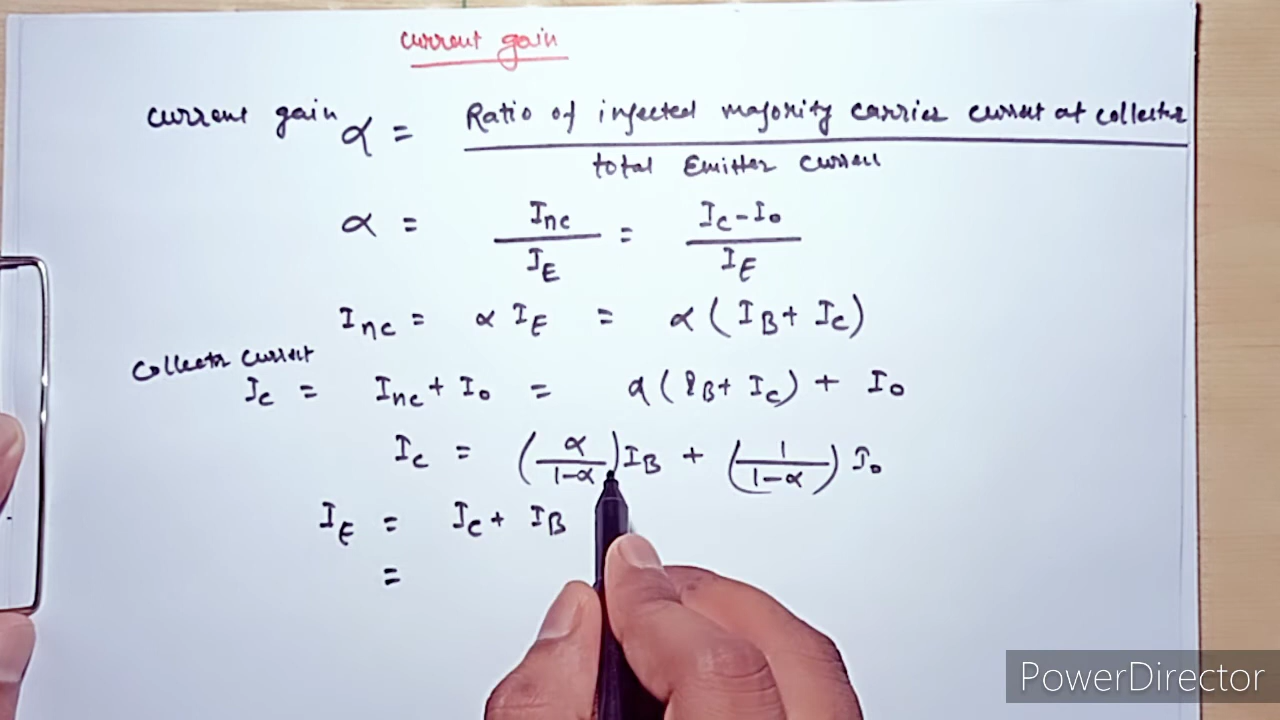 current gain
current gain α = Ratio of injected majority carrier current at collector / total Emitter current
α = Inc / IE = Ic - Io / IE
Inc = α IE = α ( IB + Ic )
Collector current
Ic = Inc + Io = α ( IB + Ic ) + Io
Ic = ( α / 1-α ) IB + ( 1 / 1-α ) Io
IE = Ic + IB
=
PowerDirector